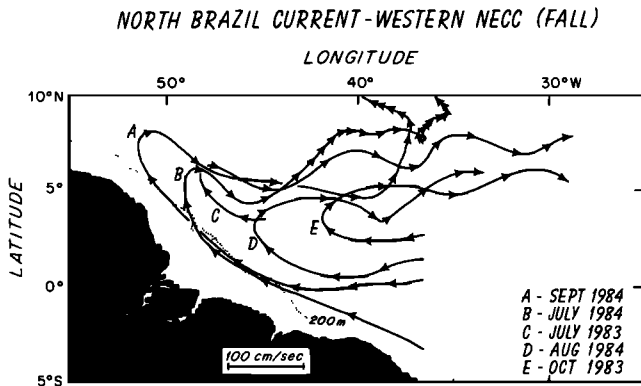 NORTH BRAZIL CURRENT-WESTERN NECC (FALL)
LONGITUDE
50° 40° 30°W
10°N
5°
0°
5°S
LATITUDE
A
B
C
D
E
200m
100 cm/sec
A - SEPT 1984
B - JULY 1984
C - JULY 1983
D - AUG 1984
E - OCT 1983